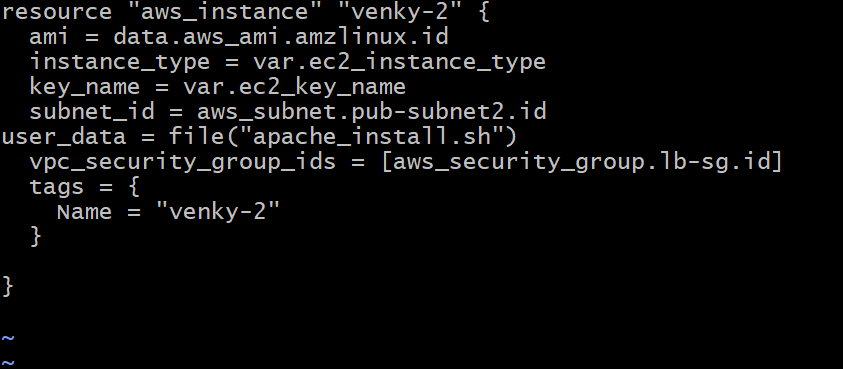 resource "aws_instance" "venky-2" {
  ami = data.aws_ami.amzlinux.id
  instance_type = var.ec2_instance_type
  key_name = var.ec2_key_name
  subnet_id = aws_subnet.pub-subnet2.id
user_data = file("apache_install.sh")
  vpc_security_group_ids = [aws_security_group.lb-sg.id]
  tags = {
    Name = "venky-2"
  }

}

~
~